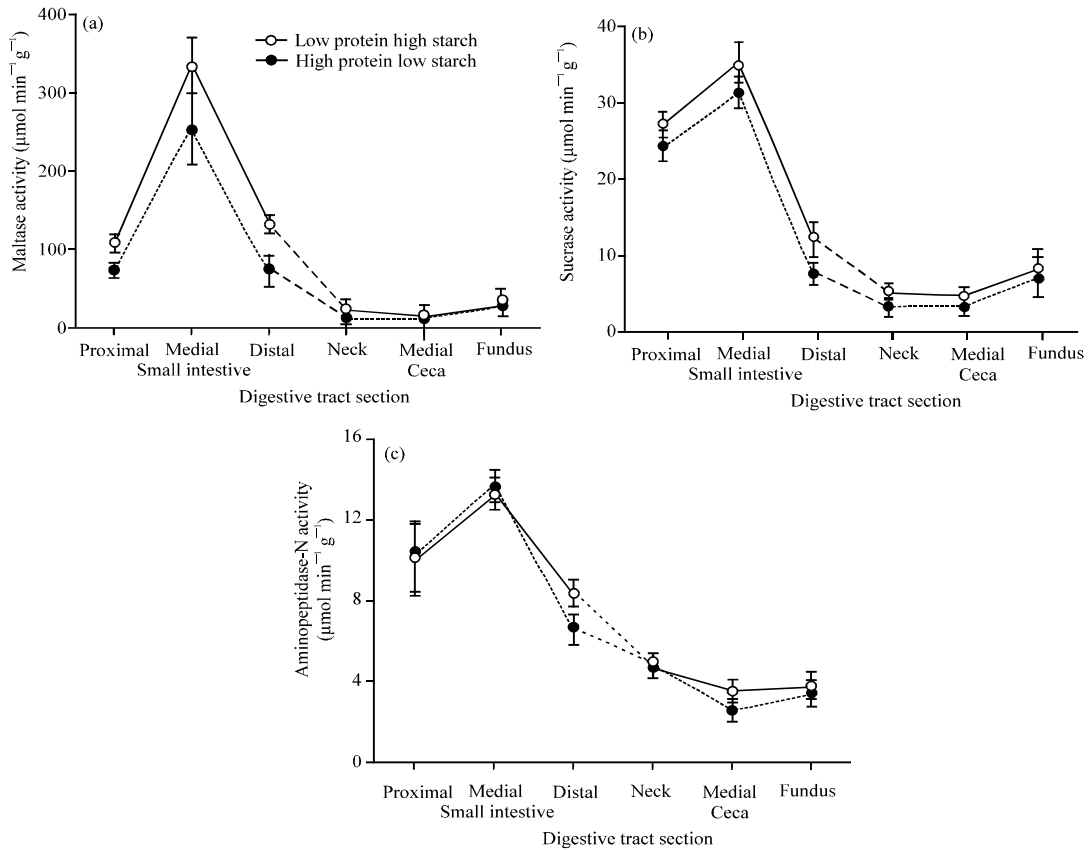 (a)
Low protein high starch
High protein low starch
Maltase activity (µmol min⁻¹ g⁻¹)
400
300
200
100
0
Proximal Medial Distal Neck Medial Fundus
Small intestive Ceca
Digestive tract section
(b)
Sucrase activity (µmol min⁻¹ g⁻¹)
40
30
20
10
0
Proximal Medial Distal Neck Medial Fundus
Small intestive Ceca
Digestive tract section
(c)
Aminopeptidase-N activity
(µmol min⁻¹ g⁻¹)
16
12
8
4
0
Proximal Medial Distal Neck Medial Fundus
Small intestive Ceca
Digestive tract section